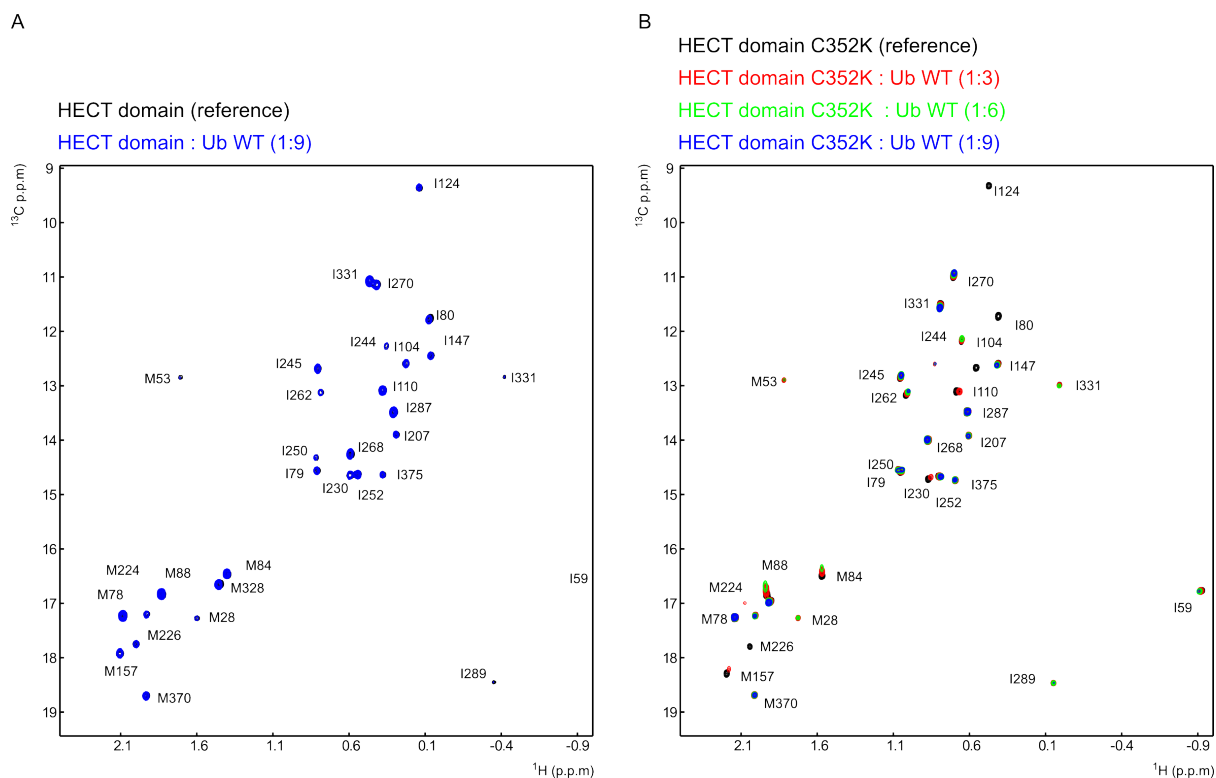 A
HECT domain (reference)
HECT domain : Ub WT (1:9)
9
10
11
12
13
14
15
16
17
18
19
¹³C p.p.m
2.1
1.6
1.1
0.6
0.1
-0.4
-0.9
¹H (p.p.m)
I124
I331
I270
I80
I244
I104
I147
I245
M53
I331
I262
I110
I287
I207
I250
I268
I79
I375
I230
I252
M224
M88
M84
I59
M78
M328
M28
M226
M157
I289
M370
B
HECT domain C352K (reference)
HECT domain C352K : Ub WT (1:3)
HECT domain C352K  : Ub WT (1:6)
HECT domain C352K : Ub WT (1:9)
9
10
11
12
13
14
15
16
17
18
19
¹³C p.p.m
2.1
1.6
1.1
0.6
0.1
-0.4
-0.9
¹H (p.p.m)
I124
I270
I331
I80
I244
I104
I147
I245
M53
I331
I262
I110
I287
I207
I268
I250
I79
I375
I230
I252
M88
M84
M224
I59
M78
M28
M226
M157
I289
M370